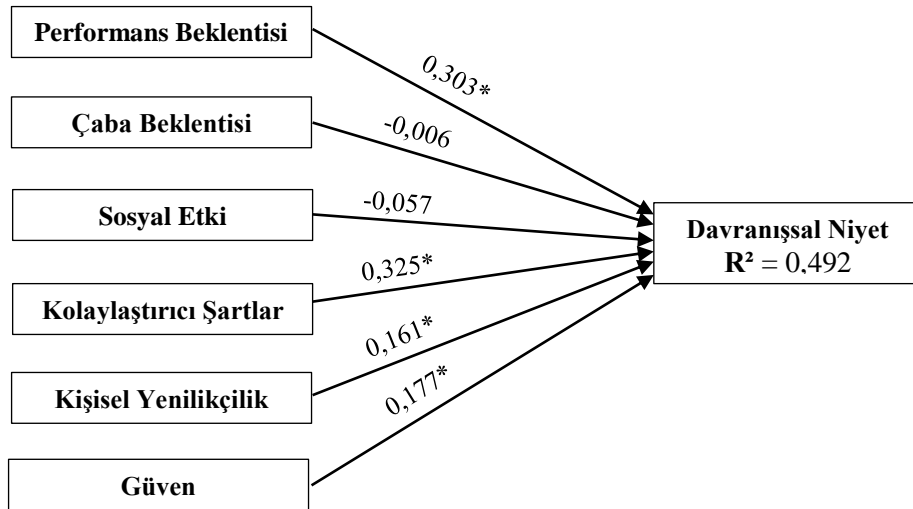 Performans Beklentisi
0,303*
Çaba Beklentisi
-0,006
Sosyal Etki
-0,057
Davranışsal Niyet
R² = 0,492
Kolaylaştırıcı Şartlar
0,325*
Kişisel Yenilikçilik
0,161*
Güven
0,177*